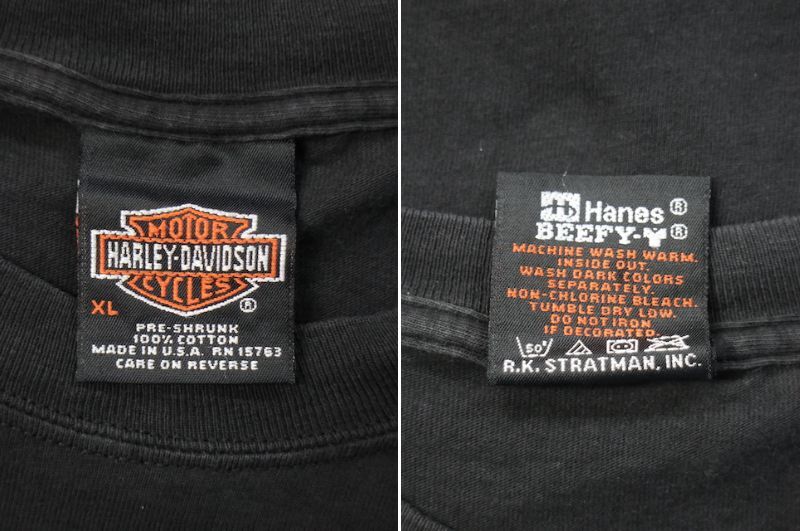 MOTOR
HARLEY-DAVIDSON
CYCLES
XL
®
PRE-SHRUNK
100% COTTON
MADE IN U.S.A. RN 15763
CARE ON REVERSE
Hanes®
BEEFY-T®
MACHINE WASH WARM.
INSIDE OUT.
WASH DARK COLORS
SEPARATELY.
NON-CHLORINE BLEACH.
TUMBLE DRY LOW.
DO NOT IRON
IF DECORATED.
50°
R.K. STRATMAN, INC.